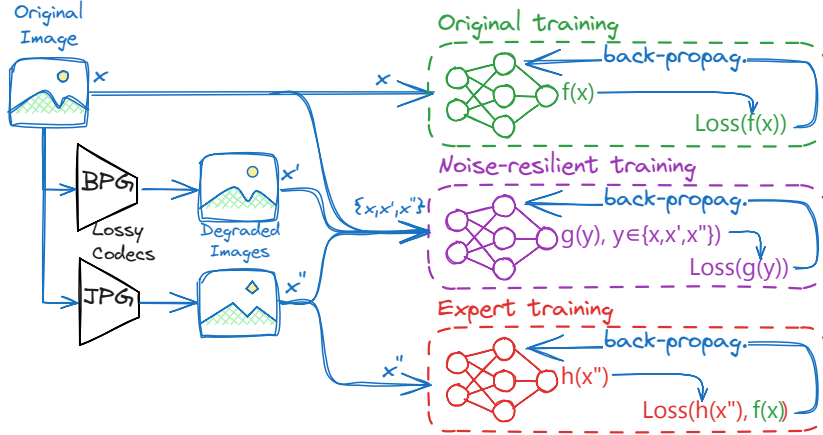 Original
Image
x
x
Original training
back-propag.
f(x)
Loss(f(x))
BPG
Lossy
Codecs
JPG
x'
Degraded
Images
x"
{x,x',x"}
Noise-resilient training
back-propag.
g(y), y∈{x,x',x"})
Loss(g(y))
x"
Expert training
back-propag.
h(x")
Loss(h(x"), f(x))